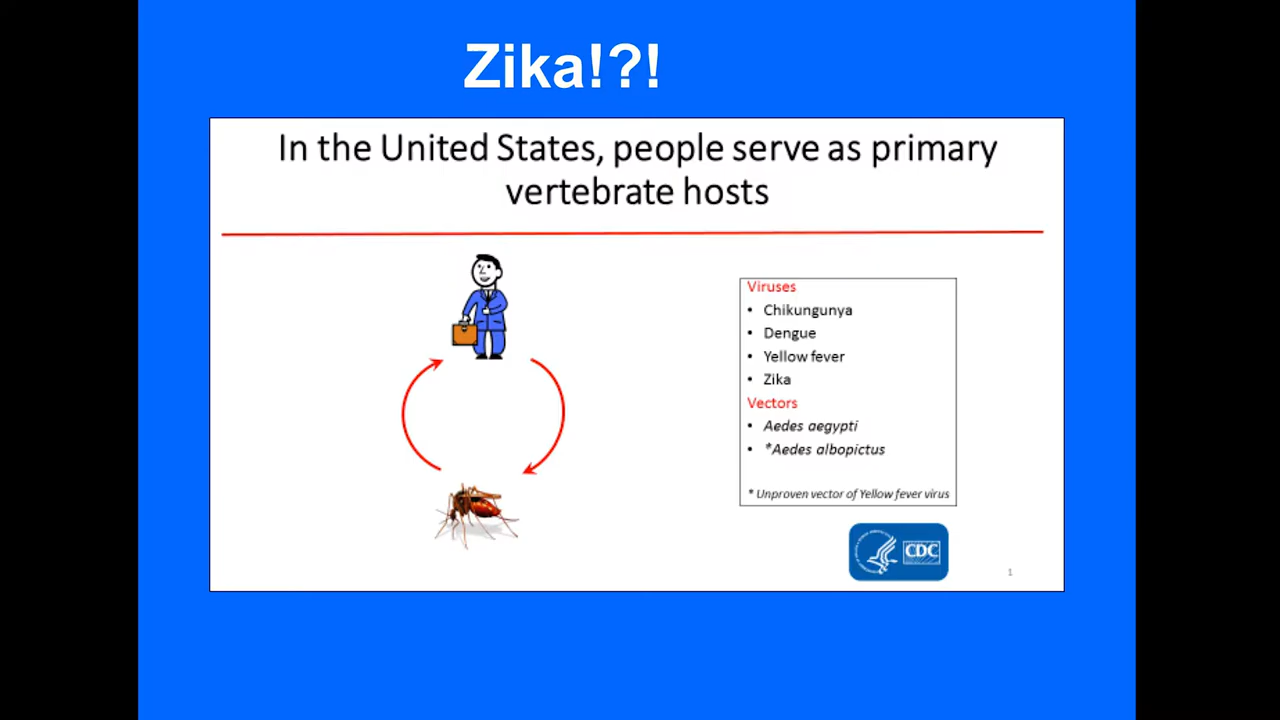 Zika!?!
In the United States, people serve as primary
vertebrate hosts
Viruses
• Chikungunya
• Dengue
• Yellow fever
• Zika
Vectors
• Aedes aegypti
• *Aedes albopictus
* Unproven vector of Yellow fever virus
CDC
1